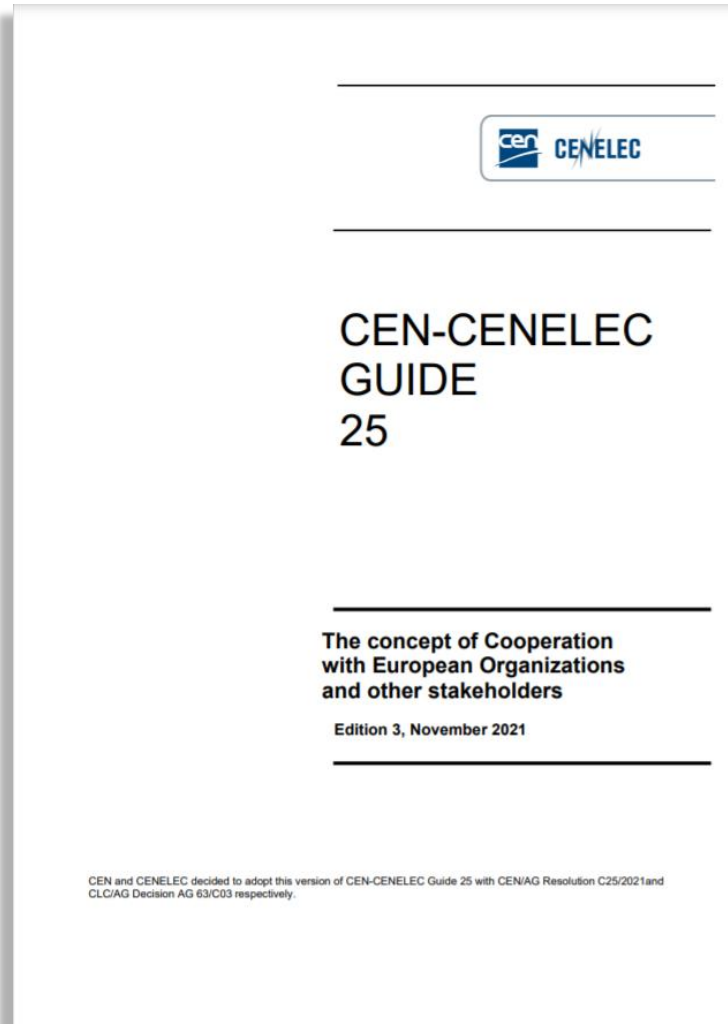 cen CENELEC
CEN-CENELEC
GUIDE
25
The concept of Cooperation
with European Organizations
and other stakeholders
Edition 3, November 2021
CEN and CENELEC decided to adopt this version of CEN-CENELEC Guide 25 with CEN/AG Resolution C25/2021and
CLC/AG Decision AG 63/C03 respectively.